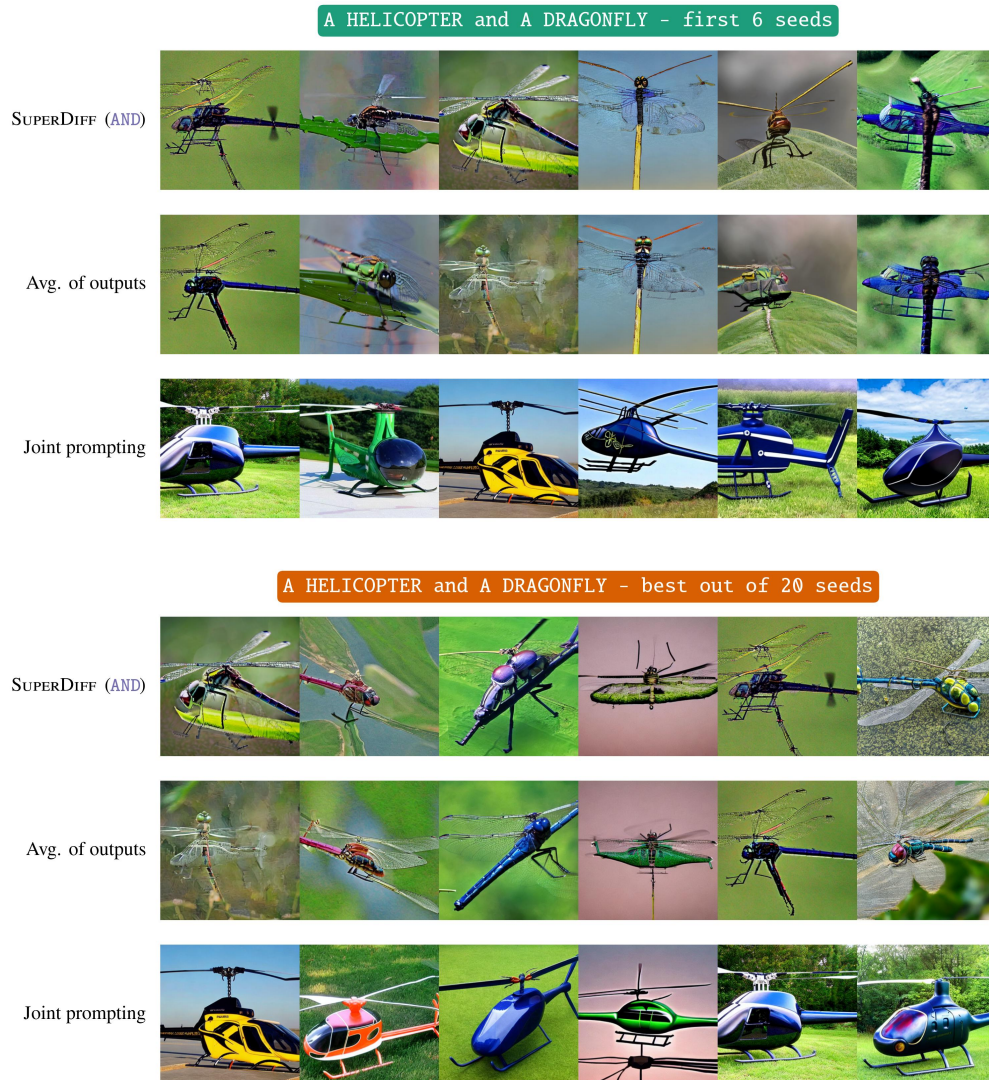 A HELICOPTER and A DRAGONFLY - first 6 seeds
SUPERDIFF (AND)
Avg. of outputs
Joint prompting
A HELICOPTER and A DRAGONFLY - best out of 20 seeds
SUPERDIFF (AND)
Avg. of outputs
Joint prompting